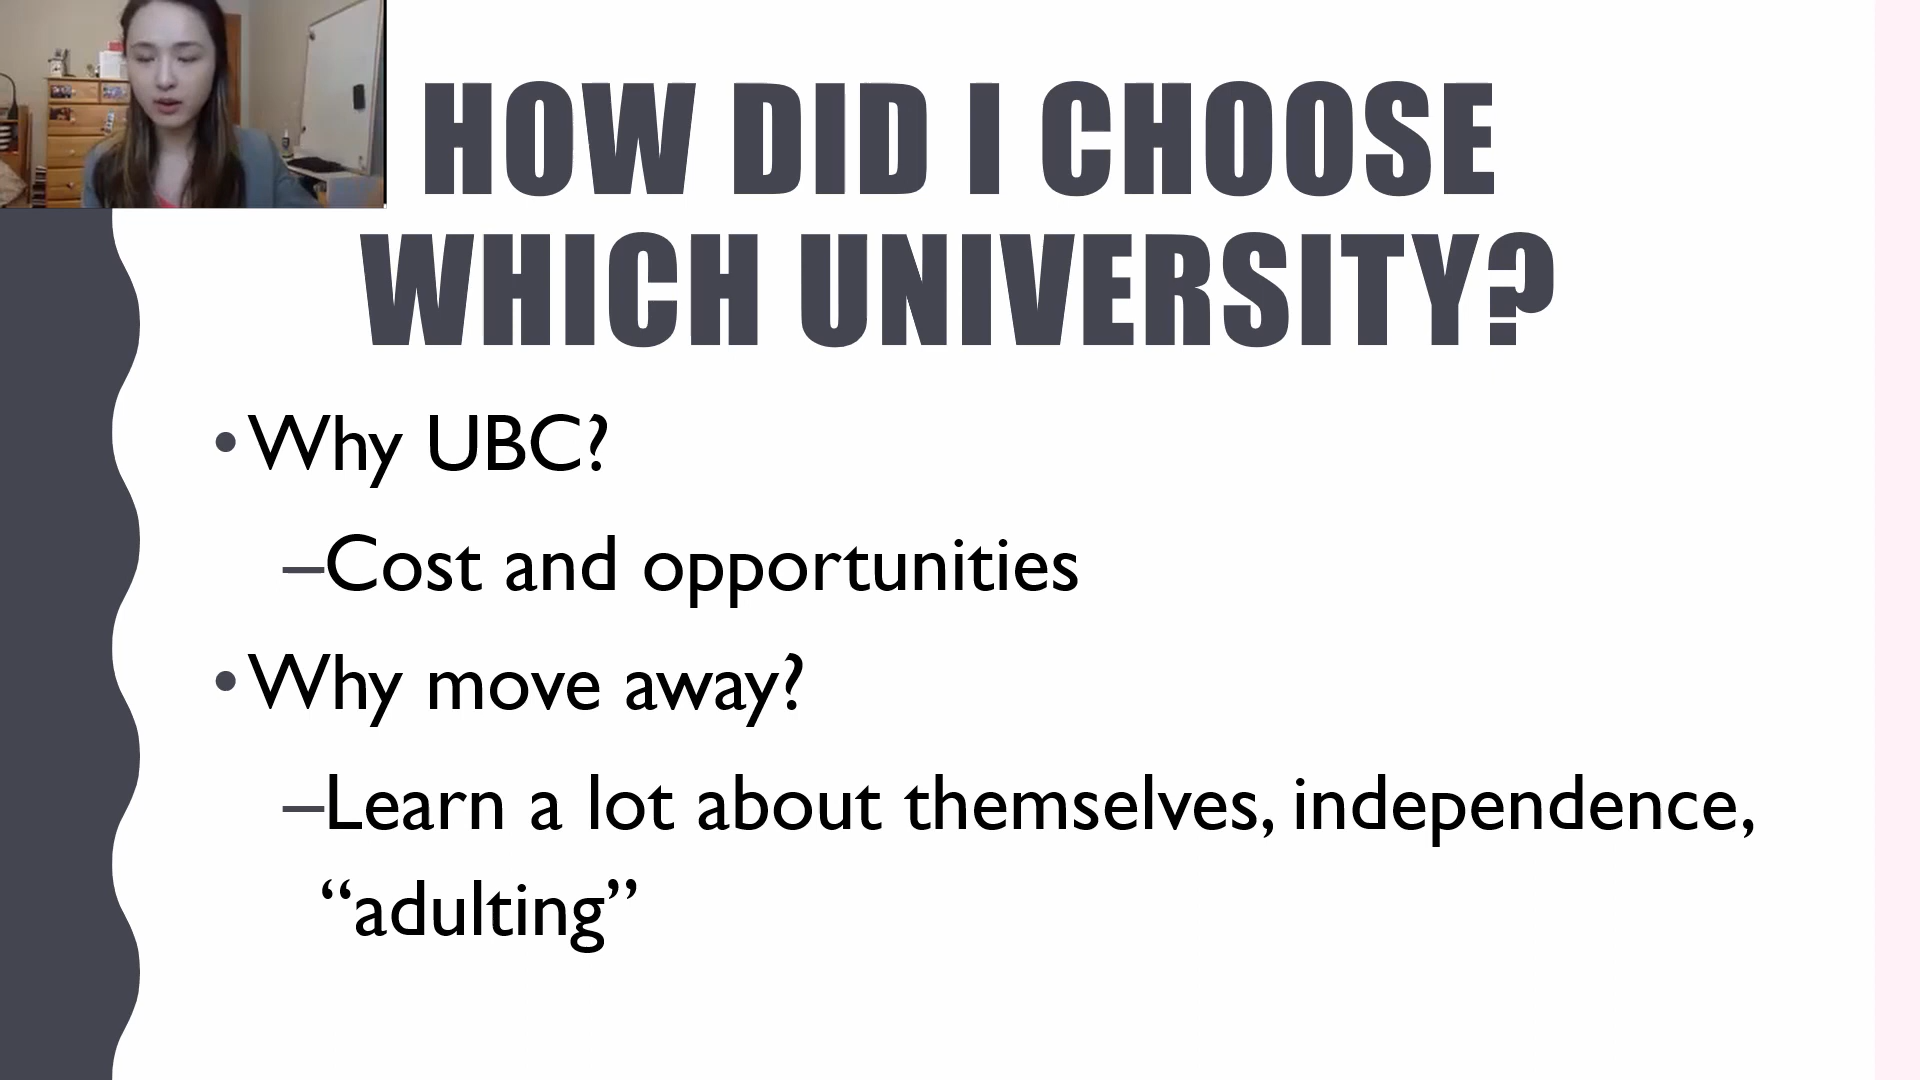 HOW DID I CHOOSE
WHICH UNIVERSITY?
•Why UBC?
–Cost and opportunities
•Why move away?
–Learn a lot about themselves, independence,
“adulting”